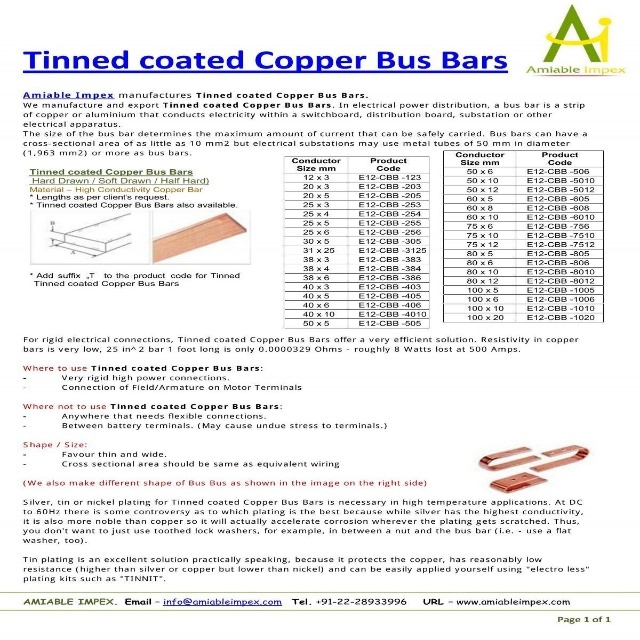 Amiable Impex
Tinned coated Copper Bus Bars
Amiable Impex manufactures Tinned coated Copper Bus Bars.
We manufacture and export Tinned coated Copper Bus Bars. In electrical power distribution, a bus bar is a strip
of copper or aluminium that conducts electricity within a switchboard, distribution board, substation or other
electrical apparatus.
The size of the bus bar determines the maximum amount of current that can be safely carried. Bus bars can have a
cross-sectional area of as little as 10 mm2 but electrical substations may use metal tubes of 50 mm in diameter
(1,963 mm2) or more as bus bars.
Tinned coated Copper Bus Bars
Hard Drawn / Soft Drawn / Half Hard)
Material – High Conductivity Copper Bar
* Lengths as per client's request.
* Tinned coated Copper Bus Bars also available.
* Add suffix „T to the product code for Tinned
Tinned coated Copper Bus Bars
Conductor Size mm Product Code
12 x 3 E12-CBB -123
20 x 3 E12-CBB -203
20 x 5 E12-CBB -205
25 x 3 E12-CBB -253
25 x 4 E12-CBB -254
25 x 5 E12-CBB -255
25 x 6 E12-CBB -256
30 x 5 E12-CBB -305
31 x 25 E12-CBB -3125
38 x 3 E12-CBB -383
38 x 4 E12-CBB -384
38 x 6 E12-CBB -386
40 x 3 E12-CBB -403
40 x 5 E12-CBB -405
40 x 6 E12-CBB -406
40 x 10 E12-CBB -4010
50 x 5 E12-CBB -505
Conductor Size mm Product Code
50 x 6 E12-CBB -506
50 x 10 E12-CBB -5010
50 x 12 E12-CBB -5012
60 x 5 E12-CBB -605
60 x 8 E12-CBB -606
60 x 10 E12-CBB -6010
75 x 6 E12-CBB -756
75 x 10 E12-CBB -7510
75 x 12 E12-CBB -7512
80 x 5 E12-CBB -805
80 x 6 E12-CBB -806
80 x 10 E12-CBB -8010
80 x 12 E12-CBB -8012
100 x 5 E12-CBB -1005
100 x 6 E12-CBB -1006
100 x 10 E12-CBB -1010
100 x 20 E12-CBB -1020
For rigid electrical connections, Tinned coated Copper Bus Bars offer a very efficient solution. Resistivity in copper
bars is very low, 25 in^ 2 bar 1 foot long is only 0.0000329 Ohms - roughly 8 Watts lost at 500 Amps.
Where to use Tinned coated Copper Bus Bars:
- Very rigid high power connections.
- Connection of Field/Armature on Motor Terminals
Where not to use Tinned coated Copper Bus Bars:
- Anywhere that needs flexible connections.
- Between battery terminals. (May cause undue stress to terminals.)
Shape / Size:
- Favour thin and wide.
- Cross sectional area should be same as equivalent wiring
(We also make different shape of Bus Bus as shown in the image on the right side)
Silver, tin or nickel plating for Tinned coated Copper Bus Bars is necessary in high temperature applications. At DC
to 60Hz there is some controversy as to which plating is the best because while silver has the highest conductivity,
it is also more noble than copper so it will actually accelerate corrosion wherever the plating gets scratched. Thus,
you don't want to just use toothed lock washers, for example, in between a nut and the bus bar (i.e. - use a flat
washer, too).
Tin plating is an excellent solution practically speaking, because it protects the copper, has reasonably low
resistance (higher than silver or copper but lower than nickel) and can be easily applied yourself using "electro less"
plating kits such as "TINNIT".
AMIABLE IMPEX. Email – info@amiableimpex.com Tel. +91-22-28933996 URL – www.amiableimpex.com
Page 1 of 1